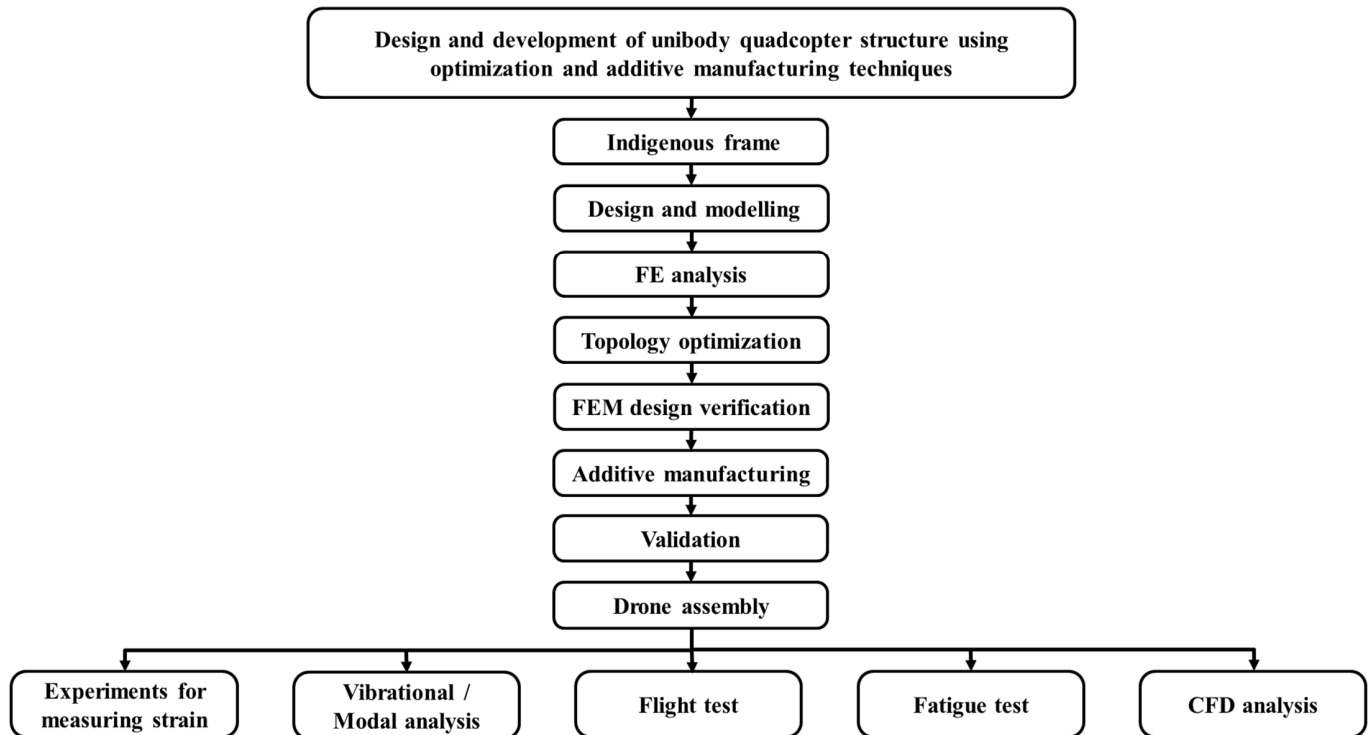 Design and development of unibody quadcopter structure using
optimization and additive manufacturing techniques
Indigenous frame
Design and modelling
FE analysis
Topology optimization
FEM design verification
Additive manufacturing
Validation
Drone assembly
Experiments for
measuring strain
Vibrational /
Modal analysis
Flight test
Fatigue test
CFD analysis